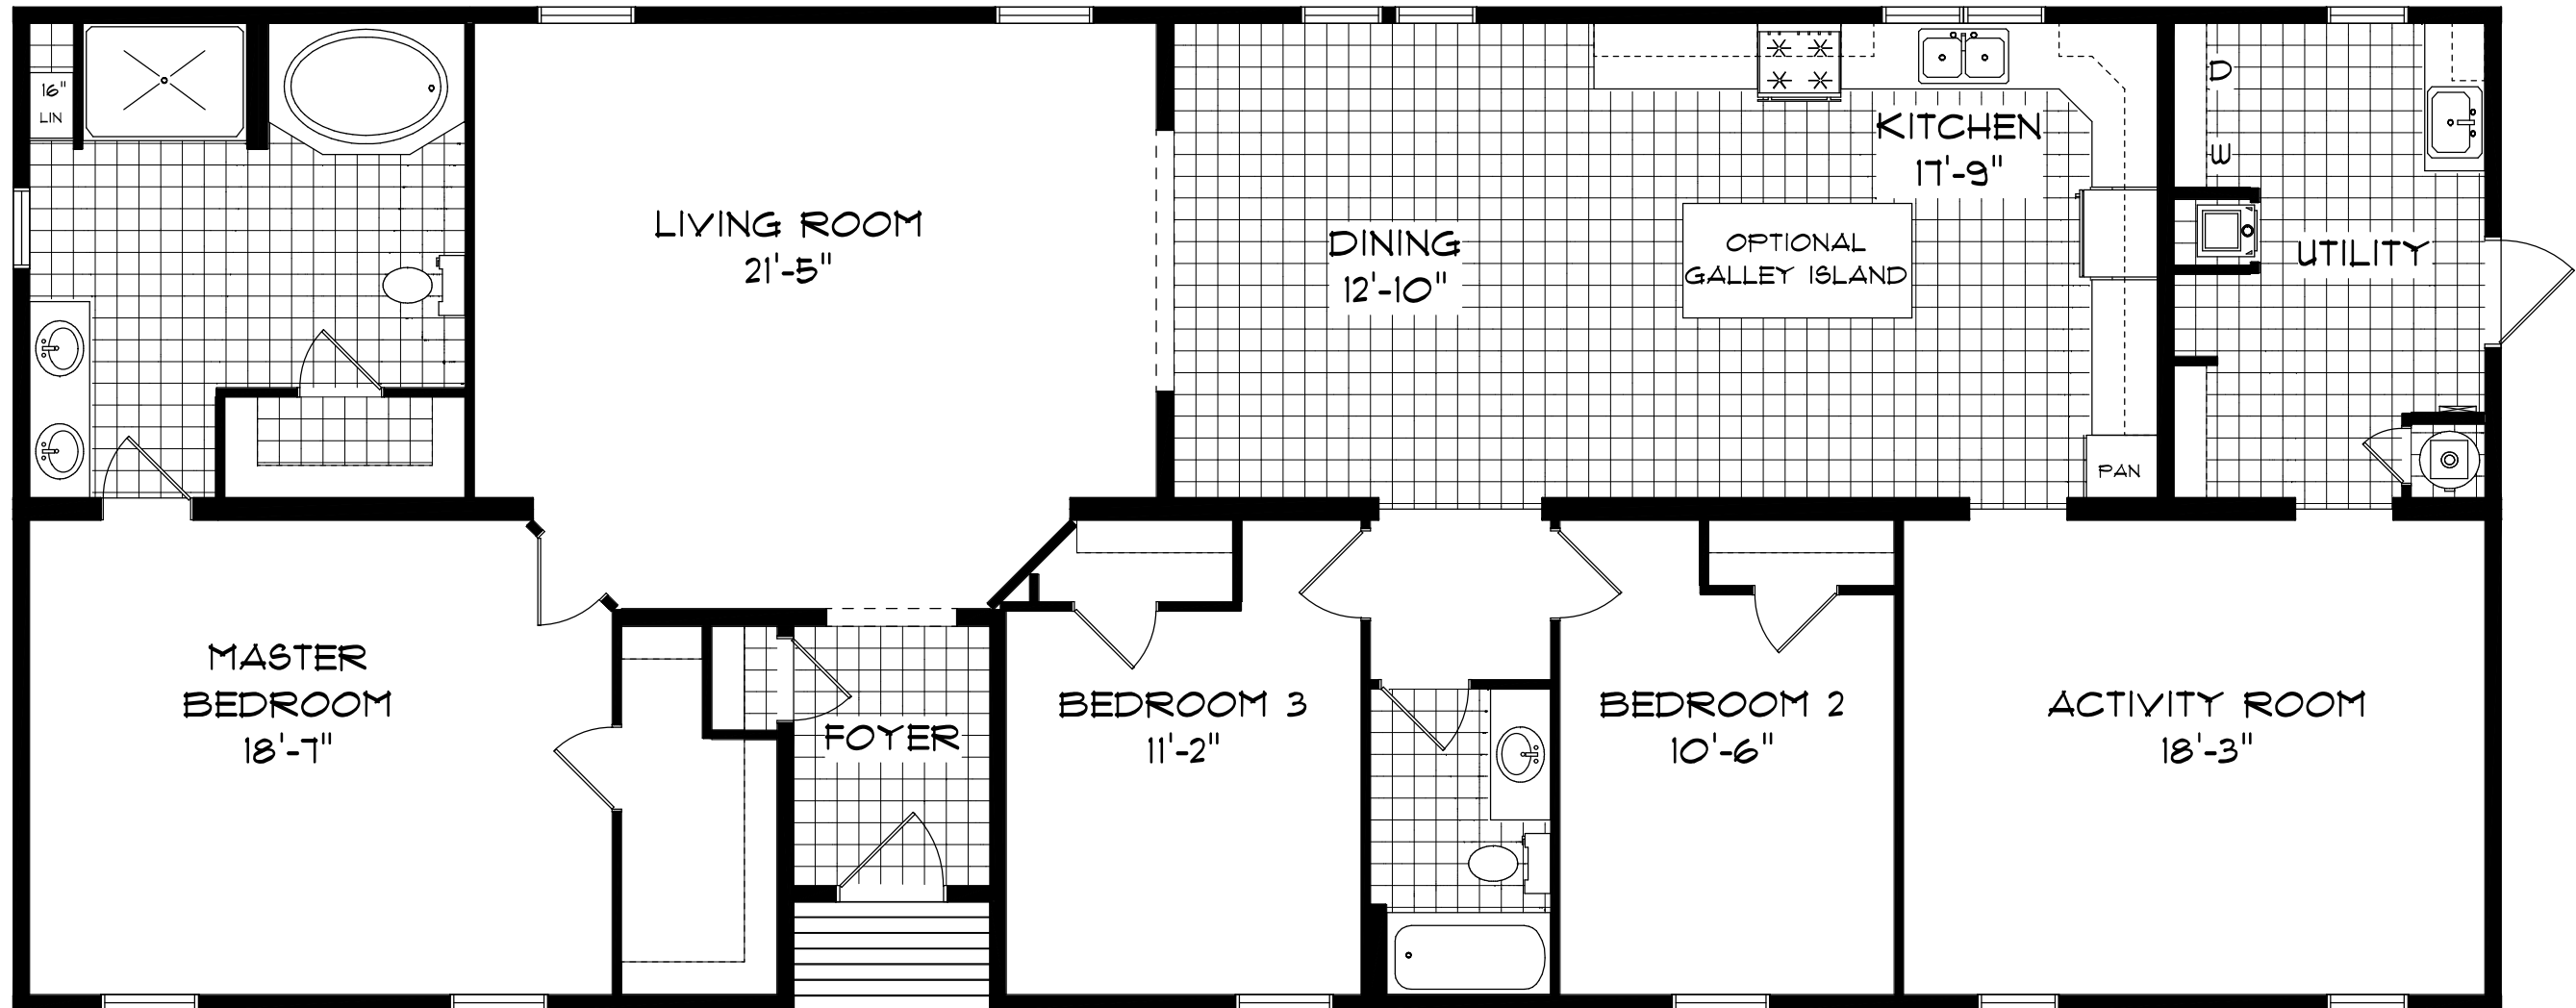 16"
LIN
LIVING ROOM
21'-5"
DINING
12'-10"
KITCHEN
17'-9"
OPTIONAL
GALLEY ISLAND
PAN
D
W
UTILITY
MASTER
BEDROOM
18'-7"
FOYER
BEDROOM 3
11'-2"
BEDROOM 2
10'-6"
ACTIVITY ROOM
18'-3"